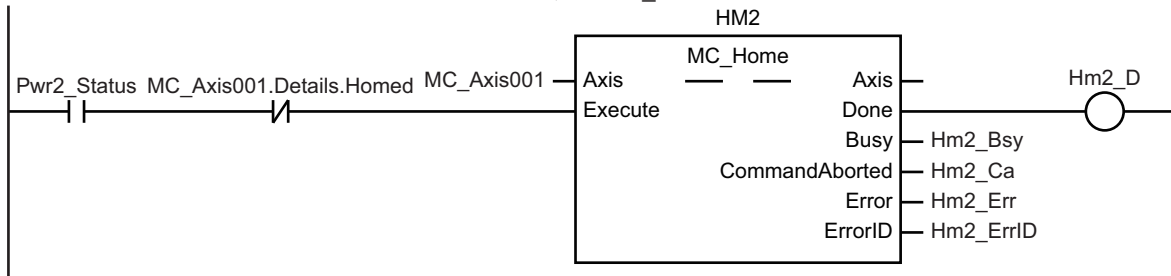 HM2
MC_Home
Pwr2_Status MC_Axis001.Details.Homed MC_Axis001 Axis Axis Hm2_D
Execute Done
Busy Hm2_Bsy
CommandAborted Hm2_Ca
Error Hm2_Err
ErrorID Hm2_ErrID